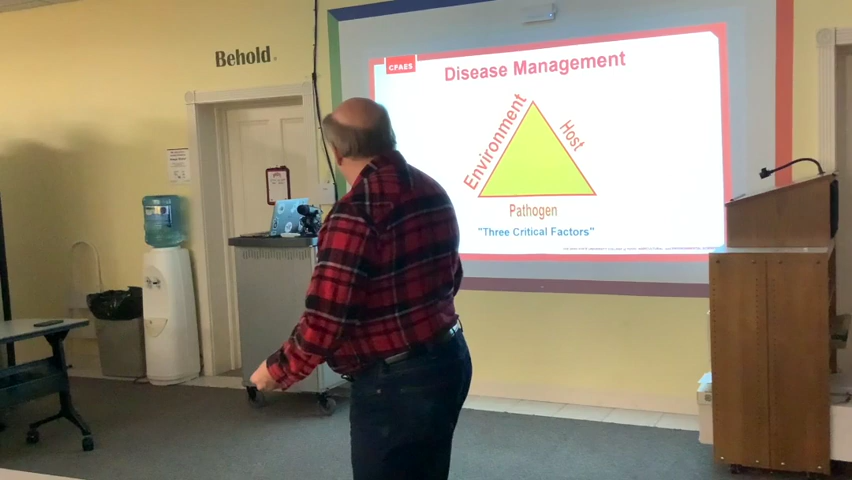 Behold.
CFAES
Disease Management
Environment
Host
Pathogen
"Three Critical Factors"